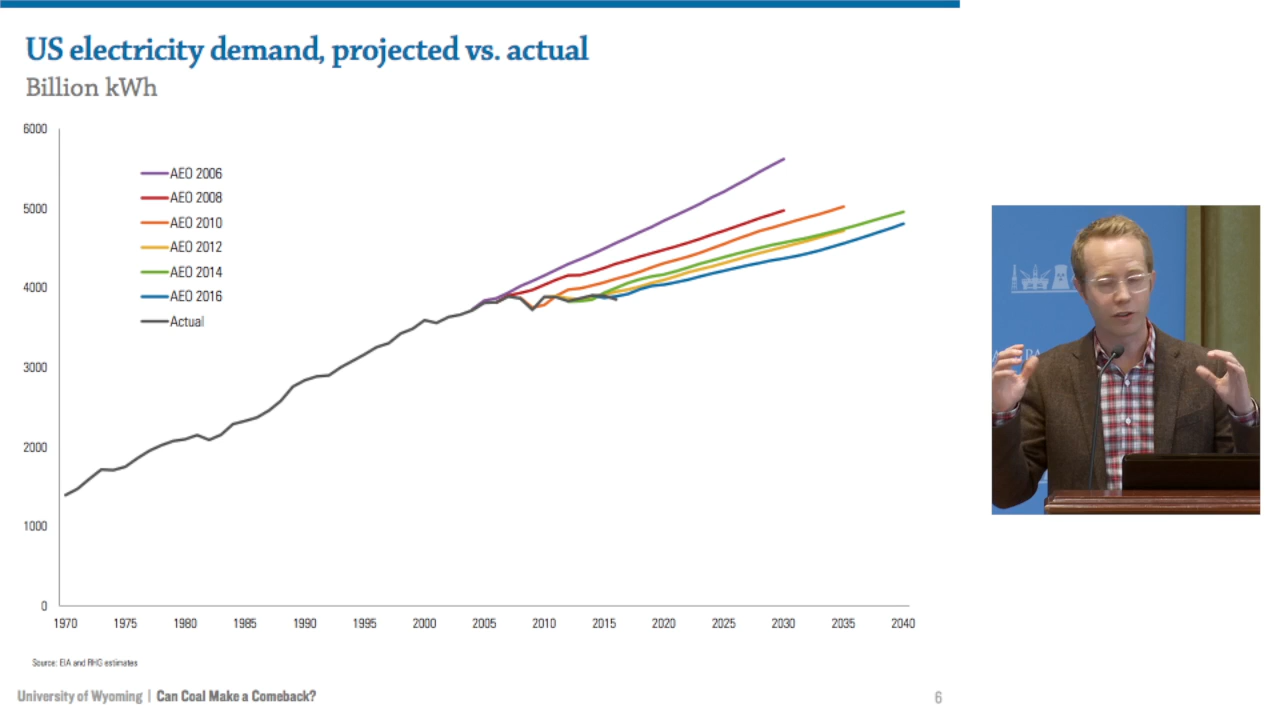 US electricity demand, projected vs. actual
Billion kWh
6000
5000
4000
3000
2000
1000
0
AEO 2006
AEO 2008
AEO 2010
AEO 2012
AEO 2014
AEO 2016
Actual
1970 1975 1980 1985 1990 1995 2000 2005 2010 2015 2020 2025 2030 2035 2040
Source: EIA and RHG estimates
University of Wyoming | Can Coal Make a Comeback?
6